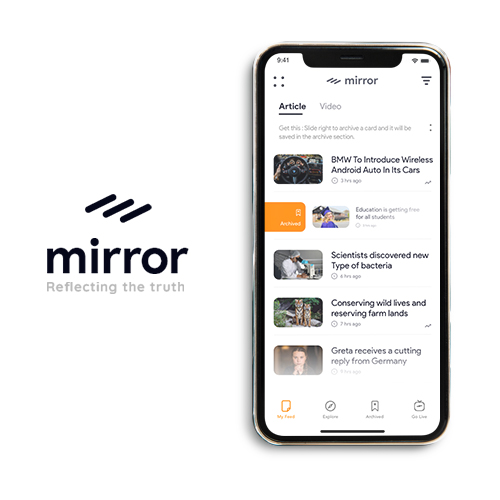 mirror
Reflecting the truth
9:41
mirror
Article
Video
Get this : Slide right to archive a card and it will be
saved in the archive section.
BMW To Introduce Wireless
Android Auto In Its Cars
3 hrs ago
Archived
Education is getting free
for all students
Scientists discovered new
Type of bacteria
6 hrs ago
Conserving wild lives and
reserving farm lands
7 hrs ago
Greta receives a cutting
reply from Germany
9 hrs ago
My Feed
Explore
Archived
Go Live